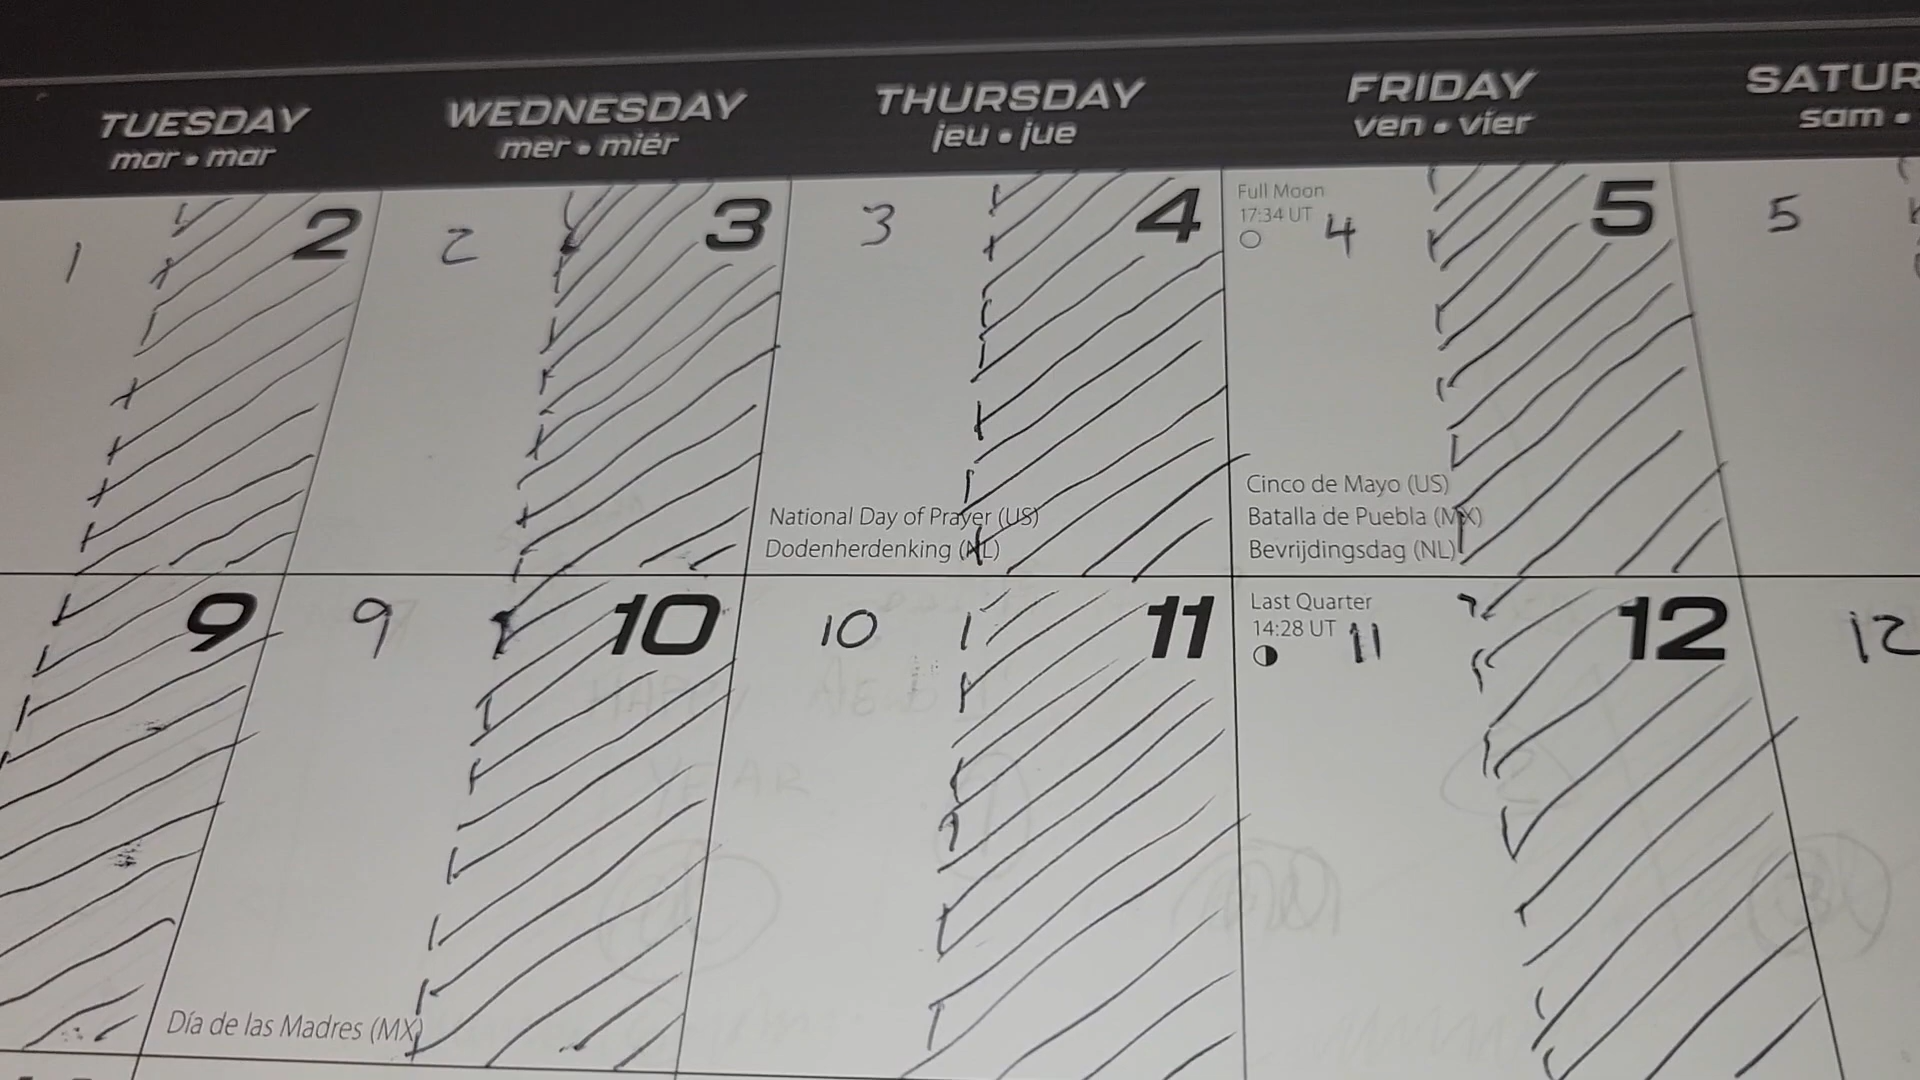 TUESDAY
mar • mar
WEDNESDAY
mer • miér
THURSDAY
jeu • jue
FRIDAY
ven • vier
SATUR
sam •
1
2
2
3
3
4
Full Moon
17:34 UT
4
5
5
National Day of Prayer (US)
Dodenherdenking (NL)
Cinco de Mayo (US)
Batalla de Puebla (MX)
Bevrijdingsdag (NL)
9
9
10
10
11
Last Quarter
14:28 UT
11
12
12
HAPPY
YEAR
Día de las Madres (MX)